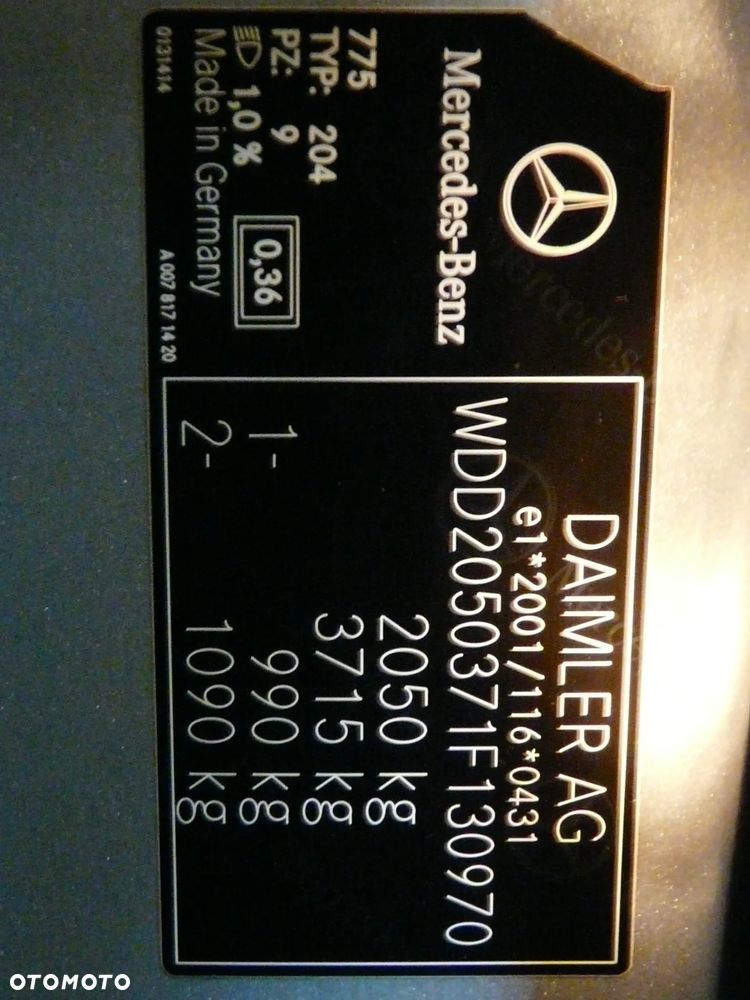 Mercedes-Benz
775
TYP: 204
PZ: 9
1,0 %
0,36
Made in Germany
0131414
A 007 817 14 20
DAIMLER AG
e1*2001/116*0431
WDD2050371F130970
2050 kg
3715 kg
1- 990 kg
2- 1090 kg
OTOMOTO